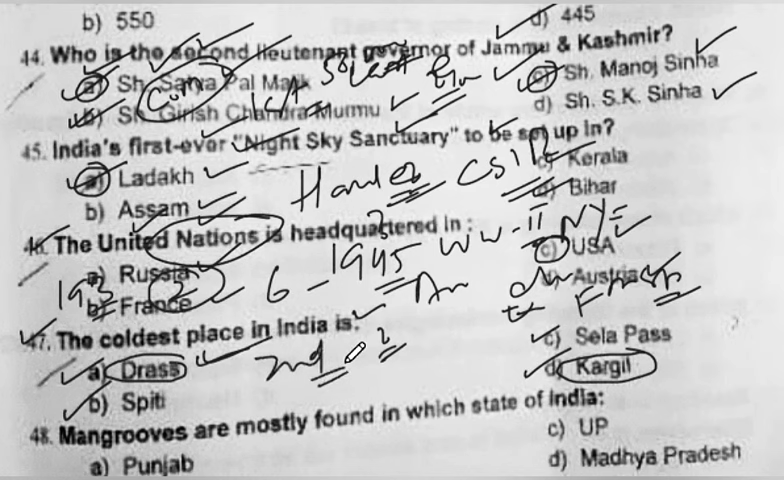 b) 550
d) 445
44. Who is the second lieutenant governor of Jammu & Kashmir?
a) Sh. Satya Pal Malik
c) Sh. Manoj Sinha
b) Sh. Girish Chandra Murmu
d) Sh. S.K. Sinha
45. India's first-ever "Night Sky Sanctuary" to be set up in?
a) Ladakh
c) Kerala
b) Assam
d) Bihar
Hanle CSIR
46. The United Nations is headquartered in :
a) Russia
c) USA
b) France
d) Austria
193 6 - 1945 WW-II NY
47. The coldest place in India is:
a) Drass
c) Sela Pass
2nd ?
b) Spiti
d) Kargil
48. Mangrooves are mostly found in which state of India:
a) Punjab
c) UP
d) Madhya Pradesh